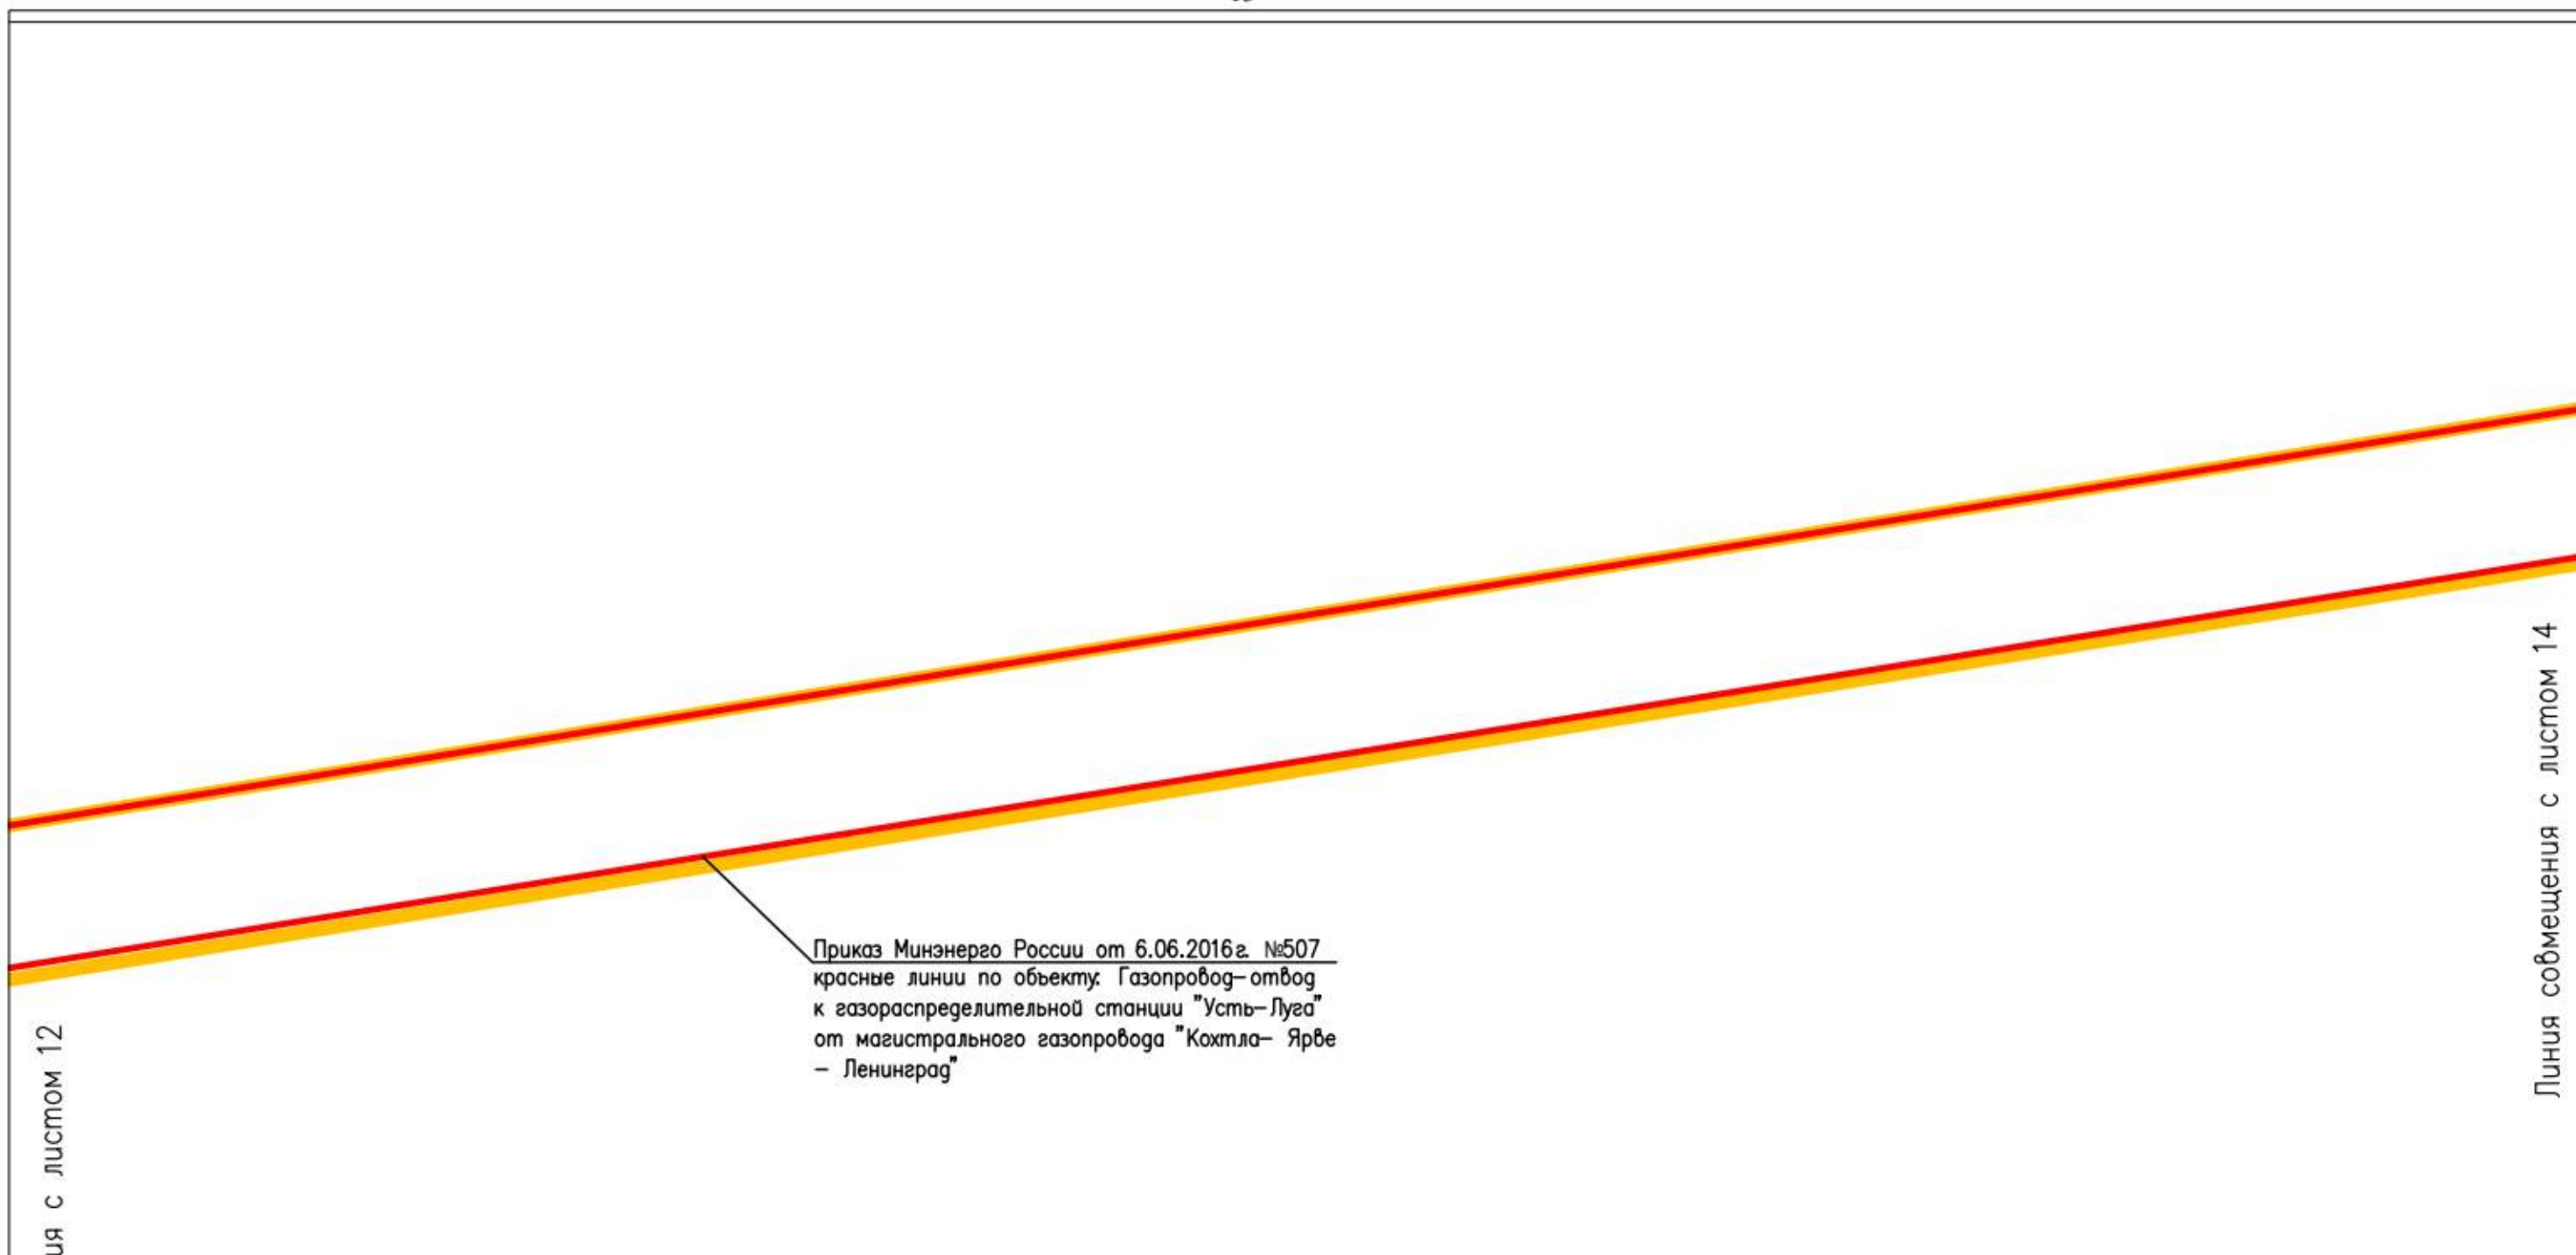 Приказ Минэнерго России от 6.06.2016г. №507
красные линии по объекту: Газопровод-отвод
к газораспределительной станции "Усть-Луга"
от магистрального газопровода "Кохтла- Ярве
- Ленинград"
с листом 12
Линия совмещения с листом 14